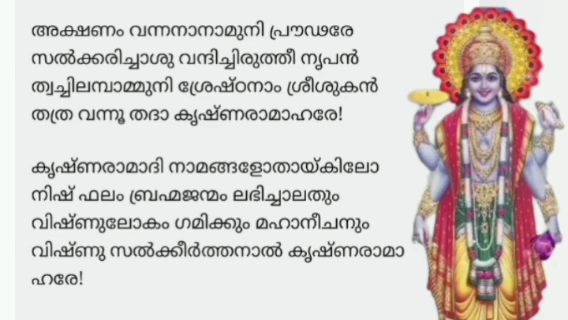 അക്ഷണം വന്നനാനാമുനി പ്രൗഢരേ
സൽക്കരിച്ചാശു വന്ദിച്ചിരുത്തീ നൃപൻ
ത്വച്ചിലമ്പാമ്മുനി ശ്രേഷ്ഠനാം ശ്രീശുകൻ
തത്ര വന്നൂ തദാ കൃഷ്ണരാമാഹരേ!
കൃഷ്ണരാമാദി നാമങ്ങളോതായ്കിലോ
നിഷ് ഫലം ബ്രഹ്മജന്മം ലഭിച്ചാലതും
വിഷ്ണുലോകം ഗമിക്കും മഹാനീചനും
വിഷ്ണു സൽക്കീർത്തനാൽ കൃഷ്ണരാമാ
ഹരേ!